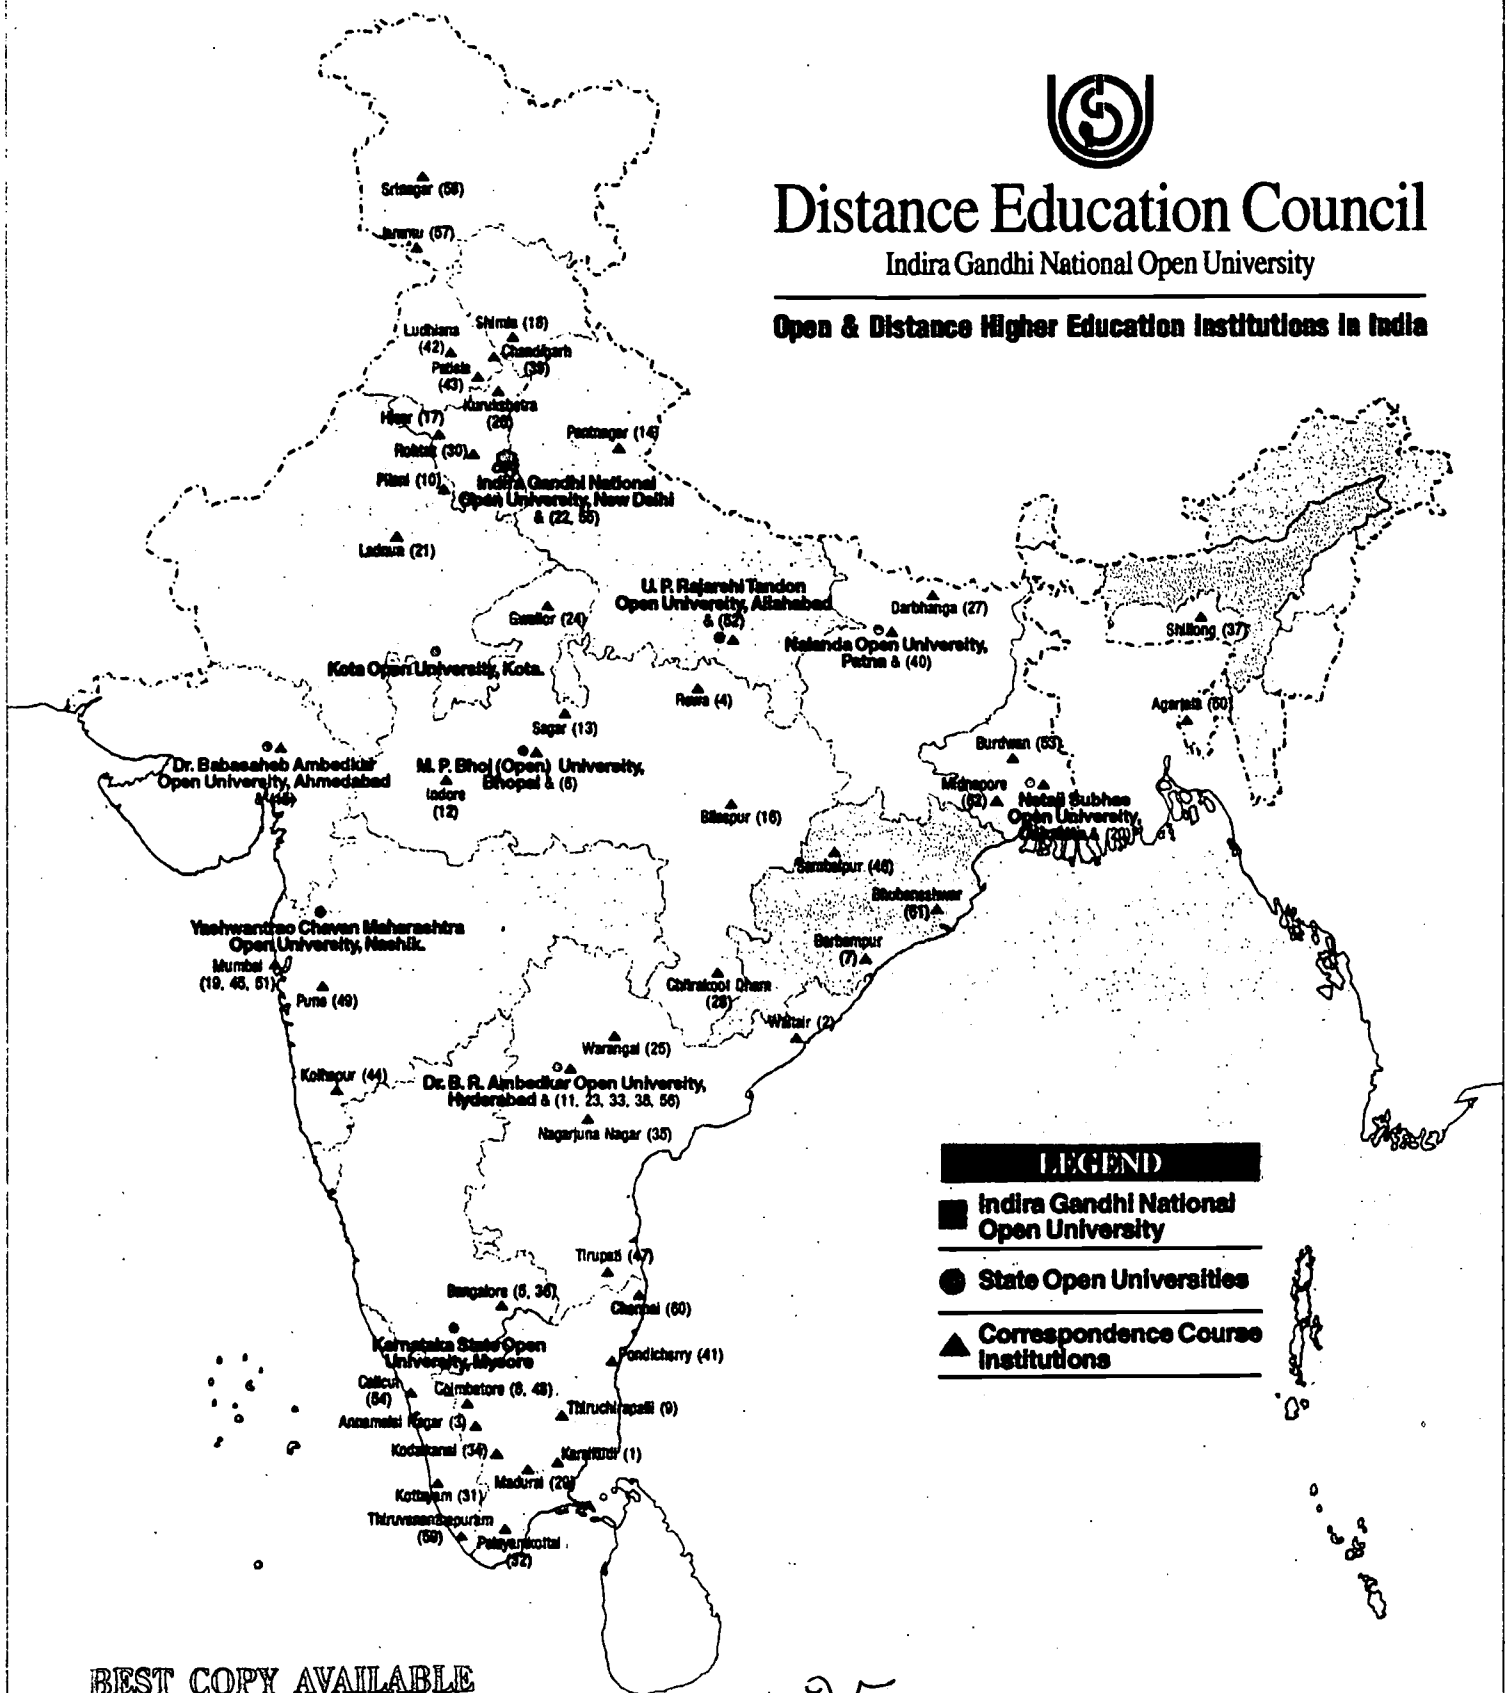 Distance Education Council
Indira Gandhi National Open University
Open & Distance Higher Education Institutions in India
Srinagar (58)
Jammu (57)
Shimla (18)
Ludhiana
(42)
Chandigarh
(39)
Patiala
(43)
Kurukshetra
Hisar (17)
Pantnagar (14)
Rohtak (30)
Pilani (10)
Indira Gandhi National
Open University, New Delhi
& (22, 55)
Ladnun (21)
U. P. Rajarshi Tandon
Open University, Allahabad
& (52)
Darbhanga (27)
Gwalior (24)
Shillong (37)
Nalanda Open University,
Patna & (40)
Kota Open University, Kota.
Rewa (4)
Agartala (50)
Sagar (13)
Burdwan (53)
Dr. Babasaheb Ambedkar
Open University, Ahmedabad
M. P. Bhoj (Open) University,
Bhopal & (6)
Indore
(12)
Midnapore
(62)
Netaji Subhas
Open University,
& (20)
Bilaspur (16)
Sambalpur (46)
Bhubaneshwar
(61)
Yashwantrao Chavan Maharashtra
Open University, Nashik.
Berhampur
(7)
Mumbai
(19, 45, 51)
Pune (49)
Chitrakoot Dham
(28)
Waltair (2)
Warangal (25)
Kolhapur (44)
Dr. B. R. Ambedkar Open University,
Hyderabad & (11, 23, 33, 38, 56)
Nagarjuna Nagar (35)
LEGEND
Indira Gandhi National
Open University
State Open Universities
Correspondence Course
Institutions
Tirupati (47)
Bangalore (5, 36)
Chennai (60)
Karnataka State Open
University, Mysore
Pondicherry (41)
Calicut
(54)
Coimbatore (8, 48)
Thiruchirapalli (9)
Annamalai Nagar (3)
Kodaikanal (34)
Karaikudi (1)
Madurai (29)
Kottayam (31)
Thiruvananthapuram
(59)
Palayamkottai
(32)
BEST COPY AVAILABLE